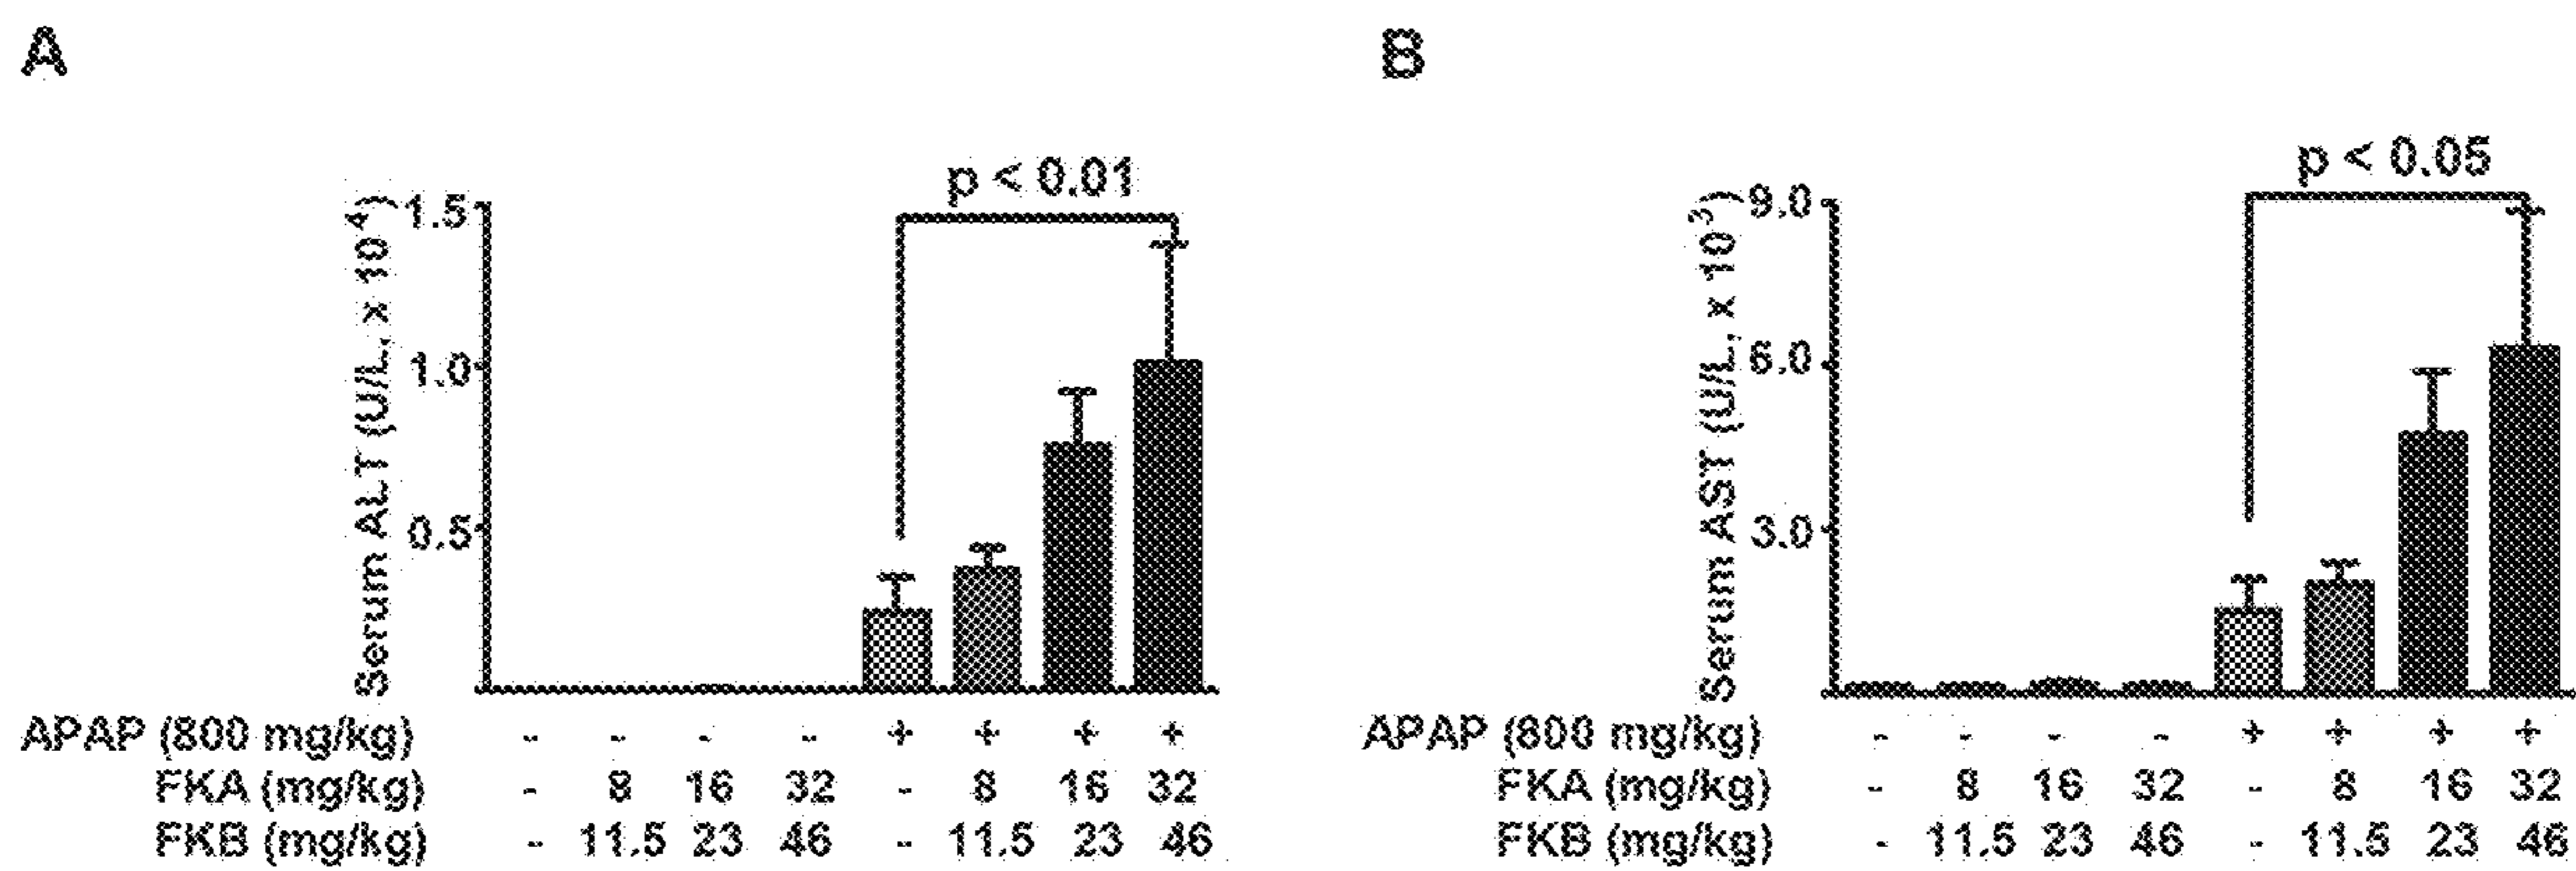 A
p < 0.01
Serum ALT (U/L, x 10⁴)
1.5
1.0
0.5
APAP (800 mg/kg) - - - - + + + +
FKA (mg/kg) - 8 16 32 - 8 16 32
FKB (mg/kg) - 11.5 23 46 - 11.5 23 46
B
p < 0.05
Serum AST (U/L, x 10³)
9.0
6.0
3.0
APAP (800 mg/kg) - - - - + + + +
FKA (mg/kg) - 8 16 32 - 8 16 32
FKB (mg/kg) - 11.5 23 46 - 11.5 23 46